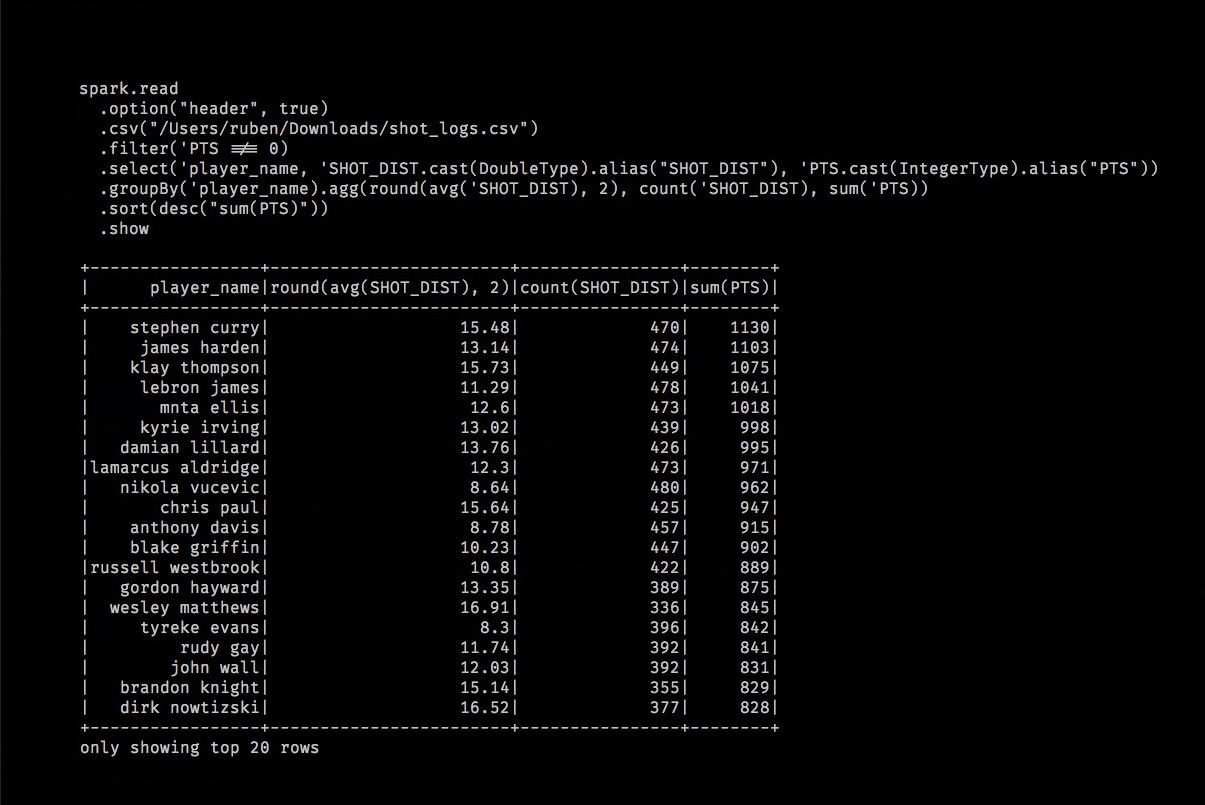 spark.read
  .option("header", true)
  .csv("/Users/ruben/Downloads/shot_logs.csv")
  .filter('PTS =!= 0)
  .select('player_name, 'SHOT_DIST.cast(DoubleType).alias("SHOT_DIST"), 'PTS.cast(IntegerType).alias("PTS"))
  .groupBy('player_name).agg(round(avg('SHOT_DIST), 2), count('SHOT_DIST), sum('PTS))
  .sort(desc("sum(PTS)"))
  .show
+-----------------+------------------------+----------------+--------+
|      player_name|round(avg(SHOT_DIST), 2)|count(SHOT_DIST)|sum(PTS)|
+-----------------+------------------------+----------------+--------+
|    stephen curry|                   15.48|             470|    1130|
|     james harden|                   13.14|             474|    1103|
|    klay thompson|                   15.73|             449|    1075|
|     lebron james|                   11.29|             478|    1041|
|       mnta ellis|                    12.6|             473|    1018|
|     kyrie irving|                   13.02|             439|     998|
|   damian lillard|                   13.76|             426|     995|
|lamarcus aldridge|                    12.3|             473|     971|
|   nikola vucevic|                    8.64|             480|     962|
|       chris paul|                   15.64|             425|     947|
|    anthony davis|                    8.78|             457|     915|
|    blake griffin|                   10.23|             447|     902|
|russell westbrook|                    10.8|             422|     889|
|   gordon hayward|                   13.35|             389|     875|
|  wesley matthews|                   16.91|             336|     845|
|     tyreke evans|                     8.3|             396|     842|
|         rudy gay|                   11.74|             392|     841|
|        john wall|                   12.03|             392|     831|
|   brandon knight|                   15.14|             355|     829|
|   dirk nowtizski|                   16.52|             377|     828|
+-----------------+------------------------+----------------+--------+
only showing top 20 rows